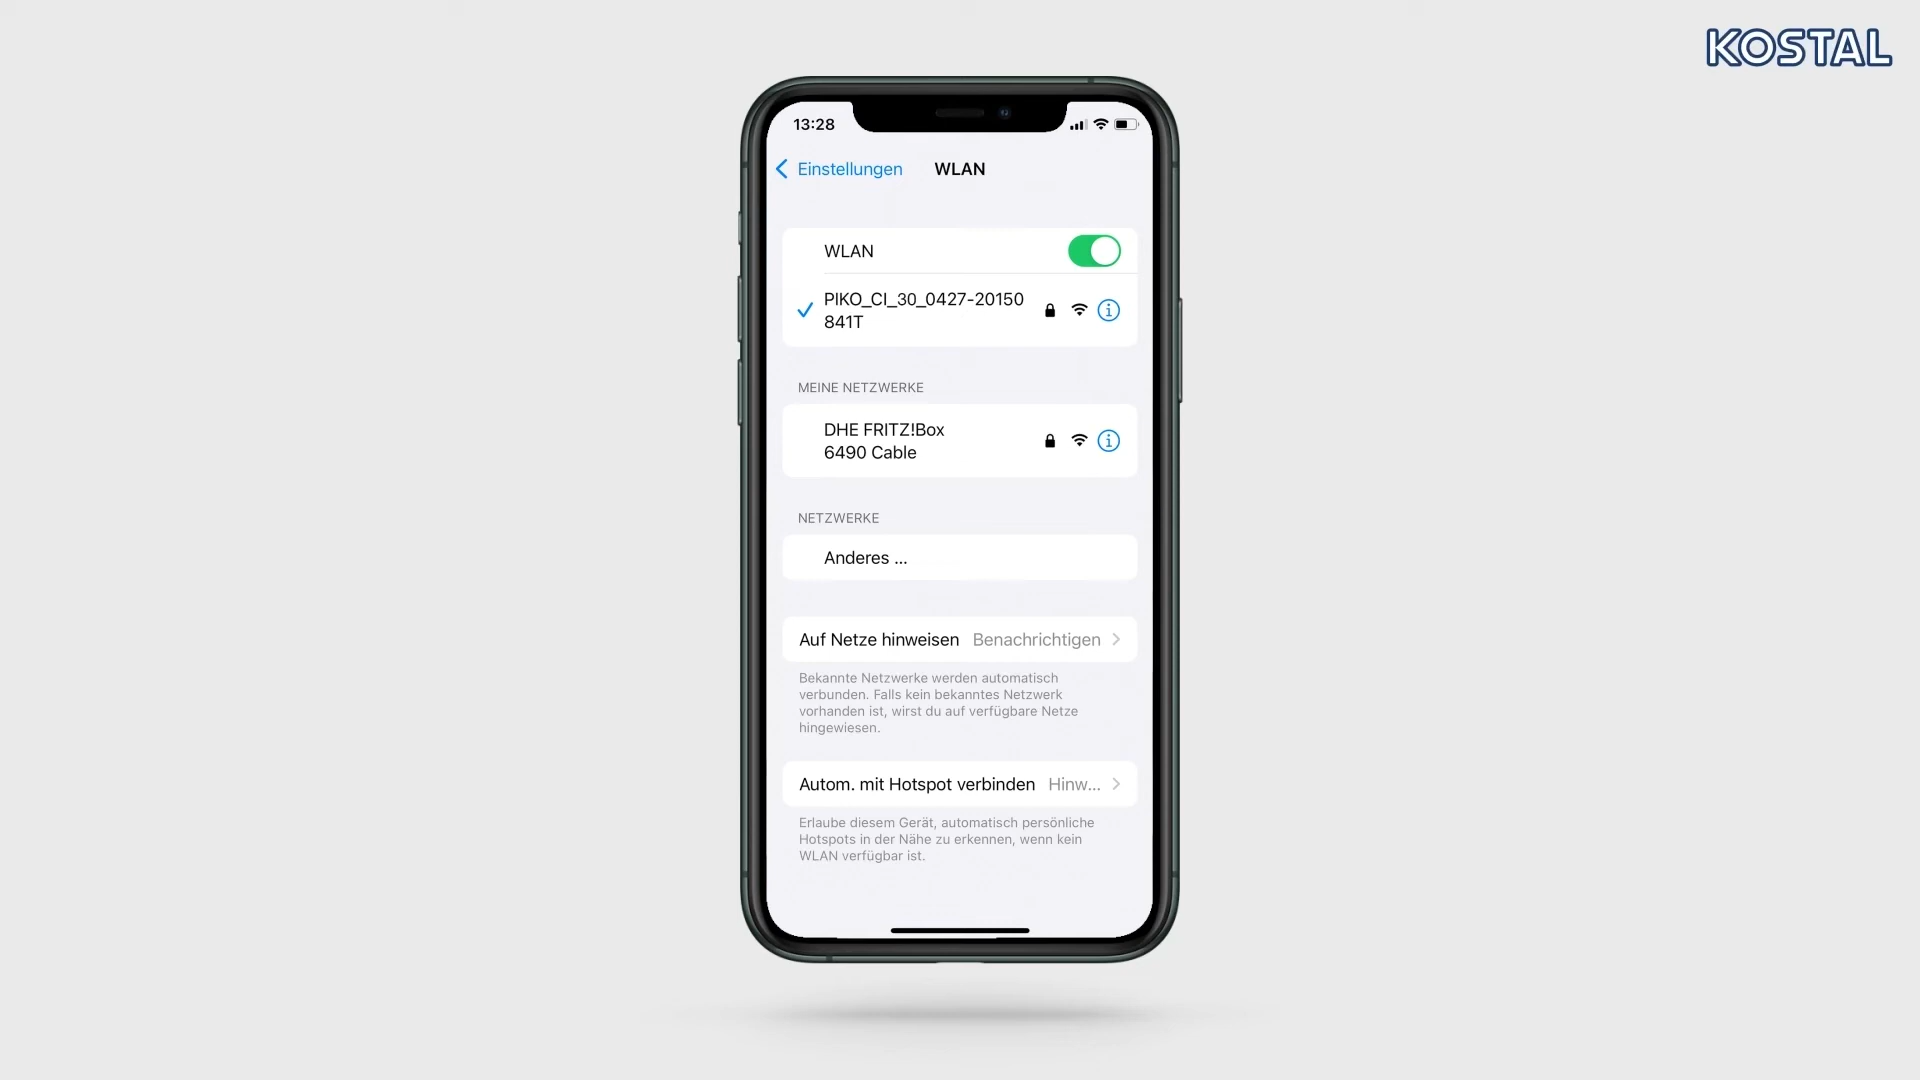 KOSTAL
13:28
Einstellungen WLAN
WLAN
PIKO_CI_30_0427-20150
841T
MEINE NETZWERKE
DHE FRITZ!Box
6490 Cable
NETZWERKE
Anderes ...
Auf Netze hinweisen Benachrichtigen
Bekannte Netzwerke werden automatisch
verbunden. Falls kein bekanntes Netzwerk
vorhanden ist, wirst du auf verfügbare Netze
hingewiesen.
Autom. mit Hotspot verbinden Hinw...
Erlaube diesem Gerät, automatisch persönliche
Hotspots in der Nähe zu erkennen, wenn kein
WLAN verfügbar ist.